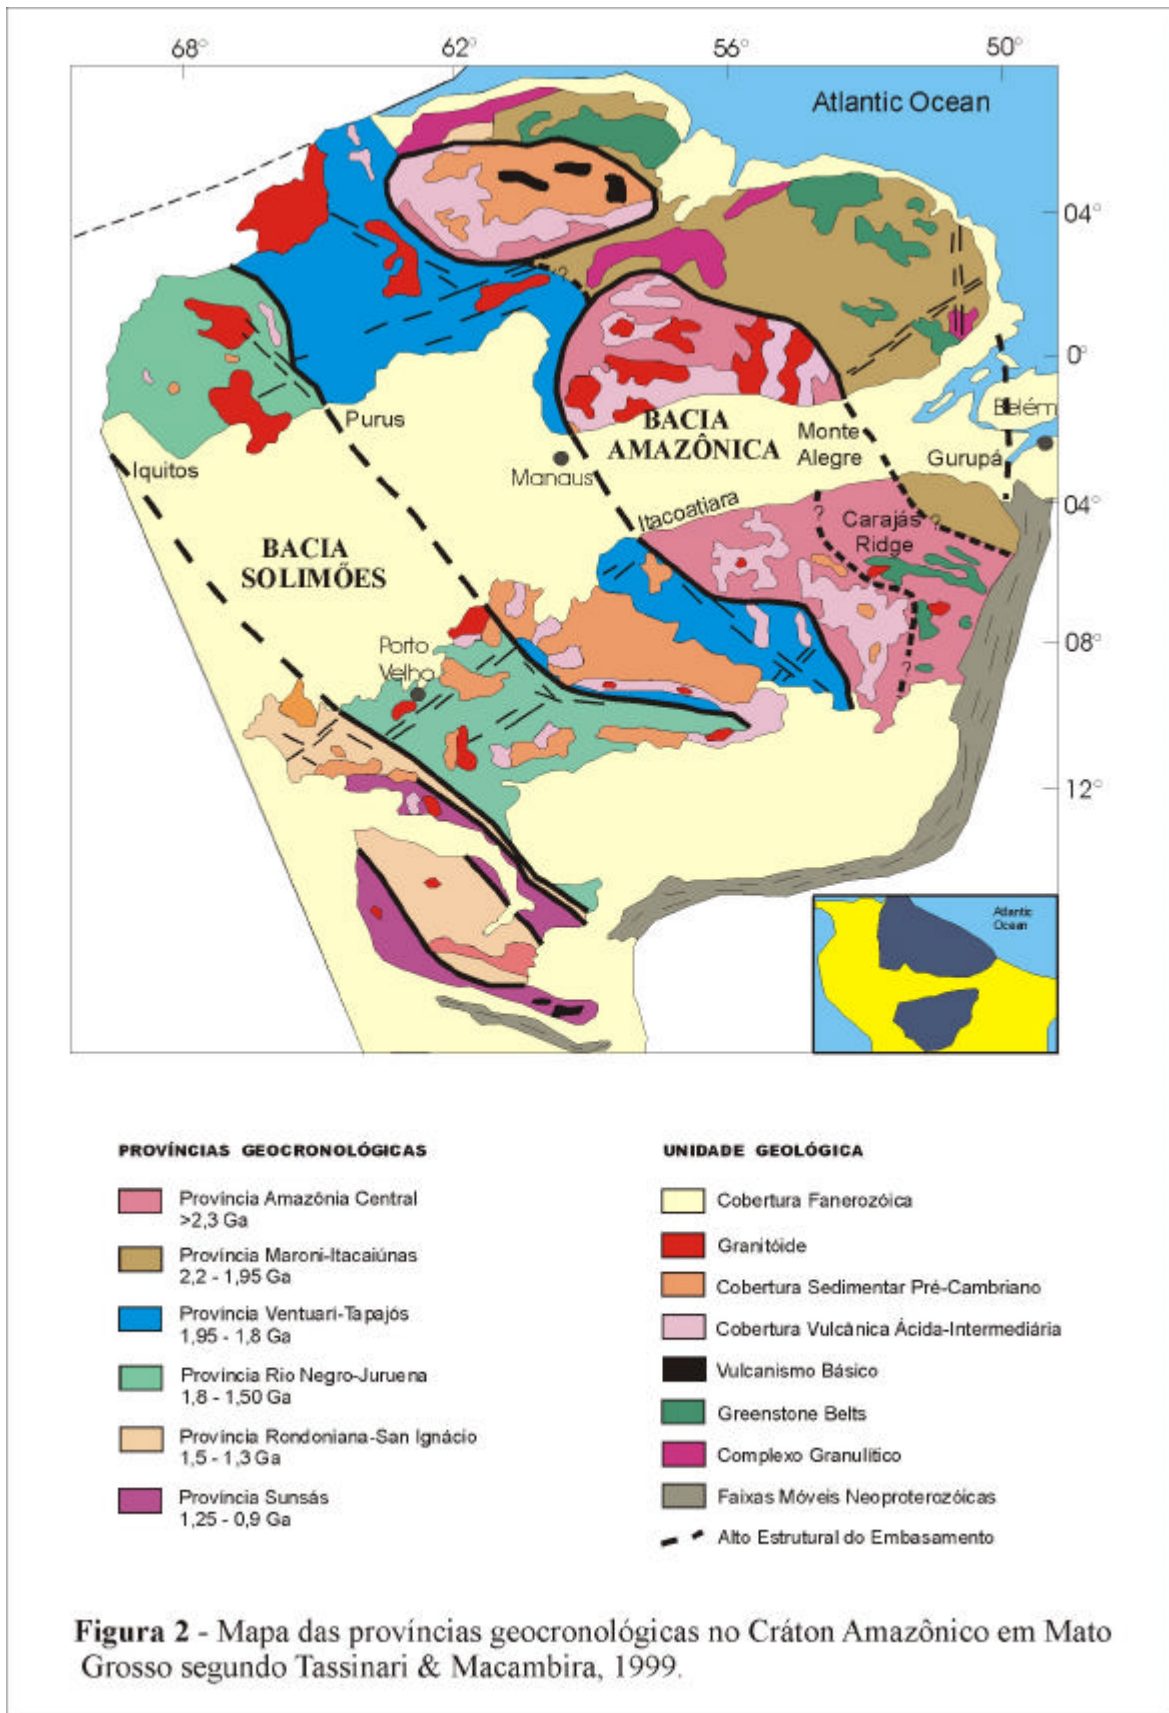 68° 62° 56° 50°
Atlantic Ocean
04°
?
0°
Belém
Purus
BACIA
AMAZÔNICA
Monte
Alegre
Gurupá
Iquitos
Manaus
04°
Itacoatiara
?
Carajás
Ridge
?
BACIA
SOLIMÕES
08°
Porto
Velho
?
12°
Atlantic
Ocean
PROVÍNCIAS GEOCRONOLÓGICAS
Província Amazônia Central
>2,3 Ga
Província Maroni-Itacaiúnas
2,2 - 1,95 Ga
Província Ventuari-Tapajós
1,95 - 1,8 Ga
Província Rio Negro-Juruena
1,8 - 1,50 Ga
Província Rondoniana-San Ignácio
1,5 - 1,3 Ga
Província Sunsás
1,25 - 0,9 Ga
UNIDADE GEOLÓGICA
Cobertura Fanerozóica
Granitóide
Cobertura Sedimentar Pré-Cambriano
Cobertura Vulcânica Ácida-Intermediária
Vulcanismo Básico
Greenstone Belts
Complexo Granulítico
Faixas Móveis Neoproterozóicas
Alto Estrutural do Embasamento
Figura 2 - Mapa das províncias geocronológicas no Cráton Amazônico em Mato
Grosso segundo Tassinari & Macambira, 1999.